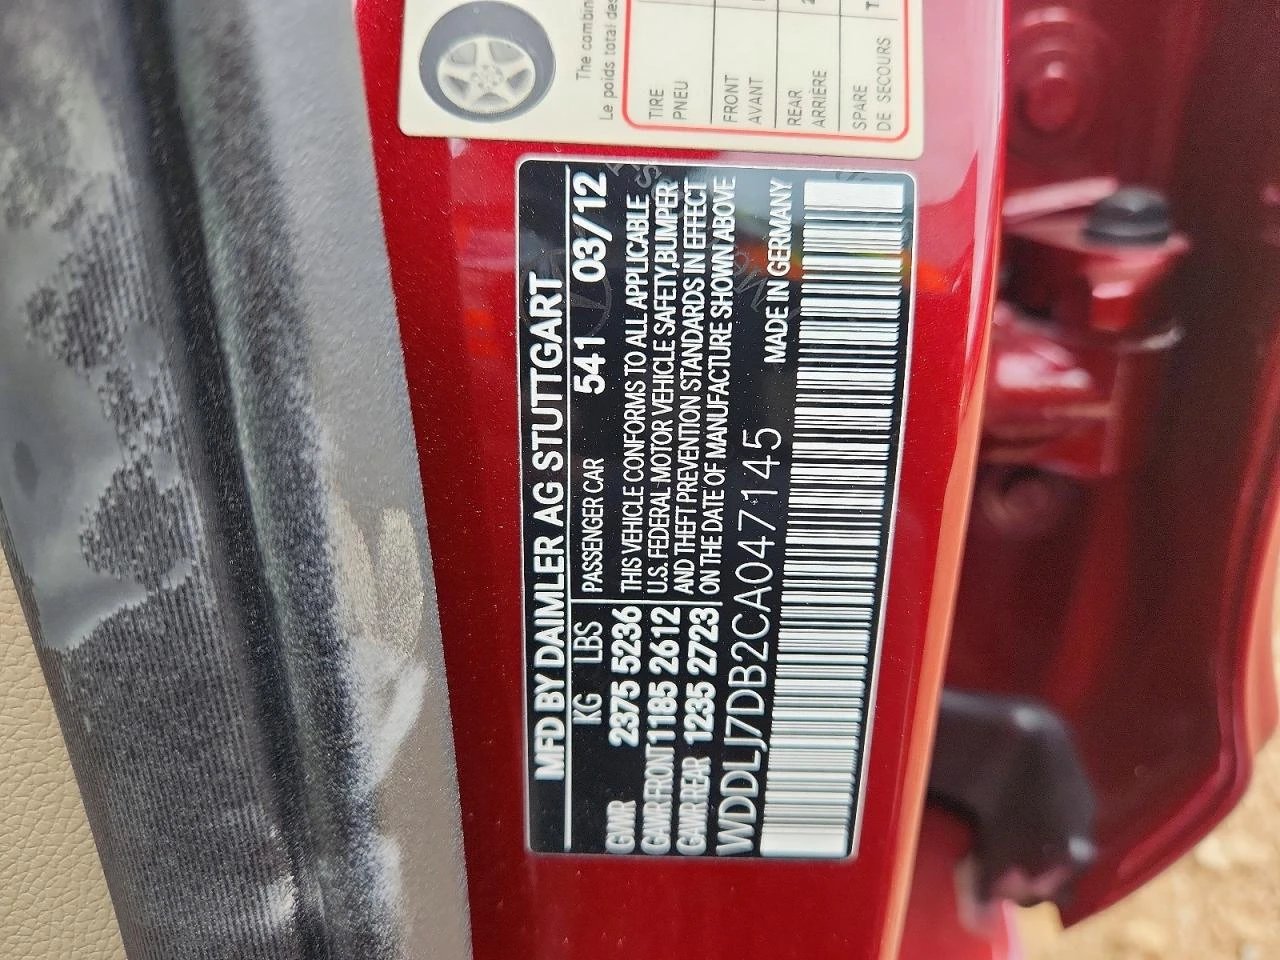 The combin
Le poids total des
TIRE
PNEU
FRONT
AVANT
REAR
ARRIÈRE
SPARE
DE SECOURS
MFD BY DAIMLER AG STUTTGART
KG LBS PASSENGER CAR 541 03/12
GVWR 2375 5236 THIS VEHICLE CONFORMS TO ALL APPLICABLE
GAWR FRONT 1185 2612 U.S. FEDERAL MOTOR VEHICLE SAFETY,BUMPER
GAWR REAR 1235 2723 AND THEFT PREVENTION STANDARDS IN EFFECT
ON THE DATE OF MANUFACTURE SHOWN ABOVE
WDDLJ7DB2CA047145 MADE IN GERMANY